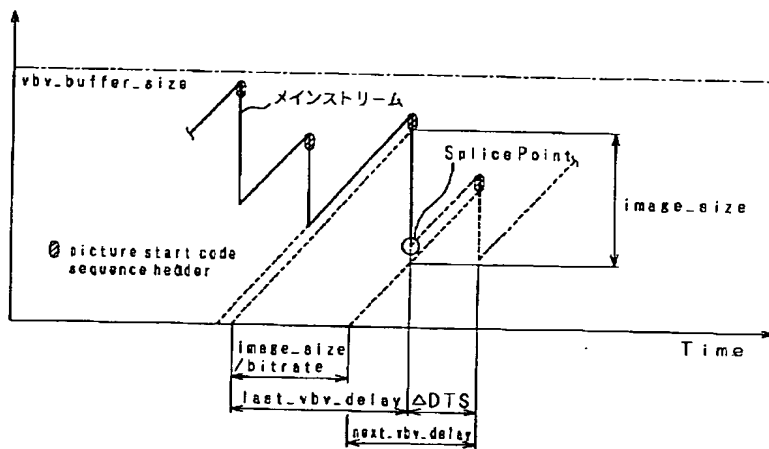 vbv_buffer_size
メインストリーム
Splice Point
image_size
picture start code
sequence header
Time
image_size
/bitrate
last_vbv_delay
△DTS
next_vbv_delay